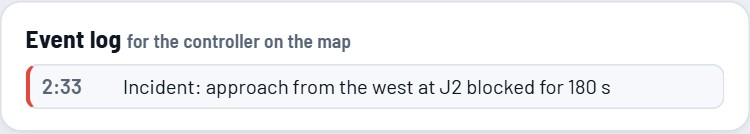 Event log for the controller on the map
2:33 Incident: approach from the west at J2 blocked for 180 s